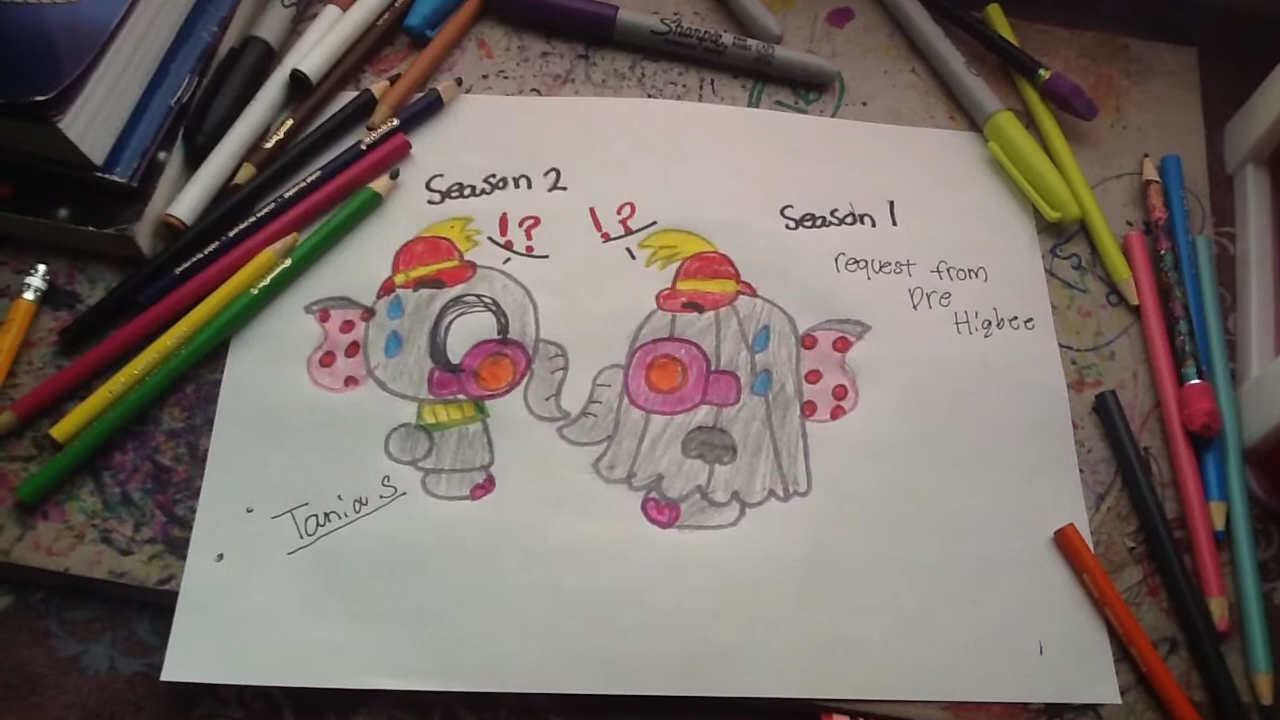 Sharpie
Season 2
!?
!?
Season 1
request from
Dre
Higbee
Tania S